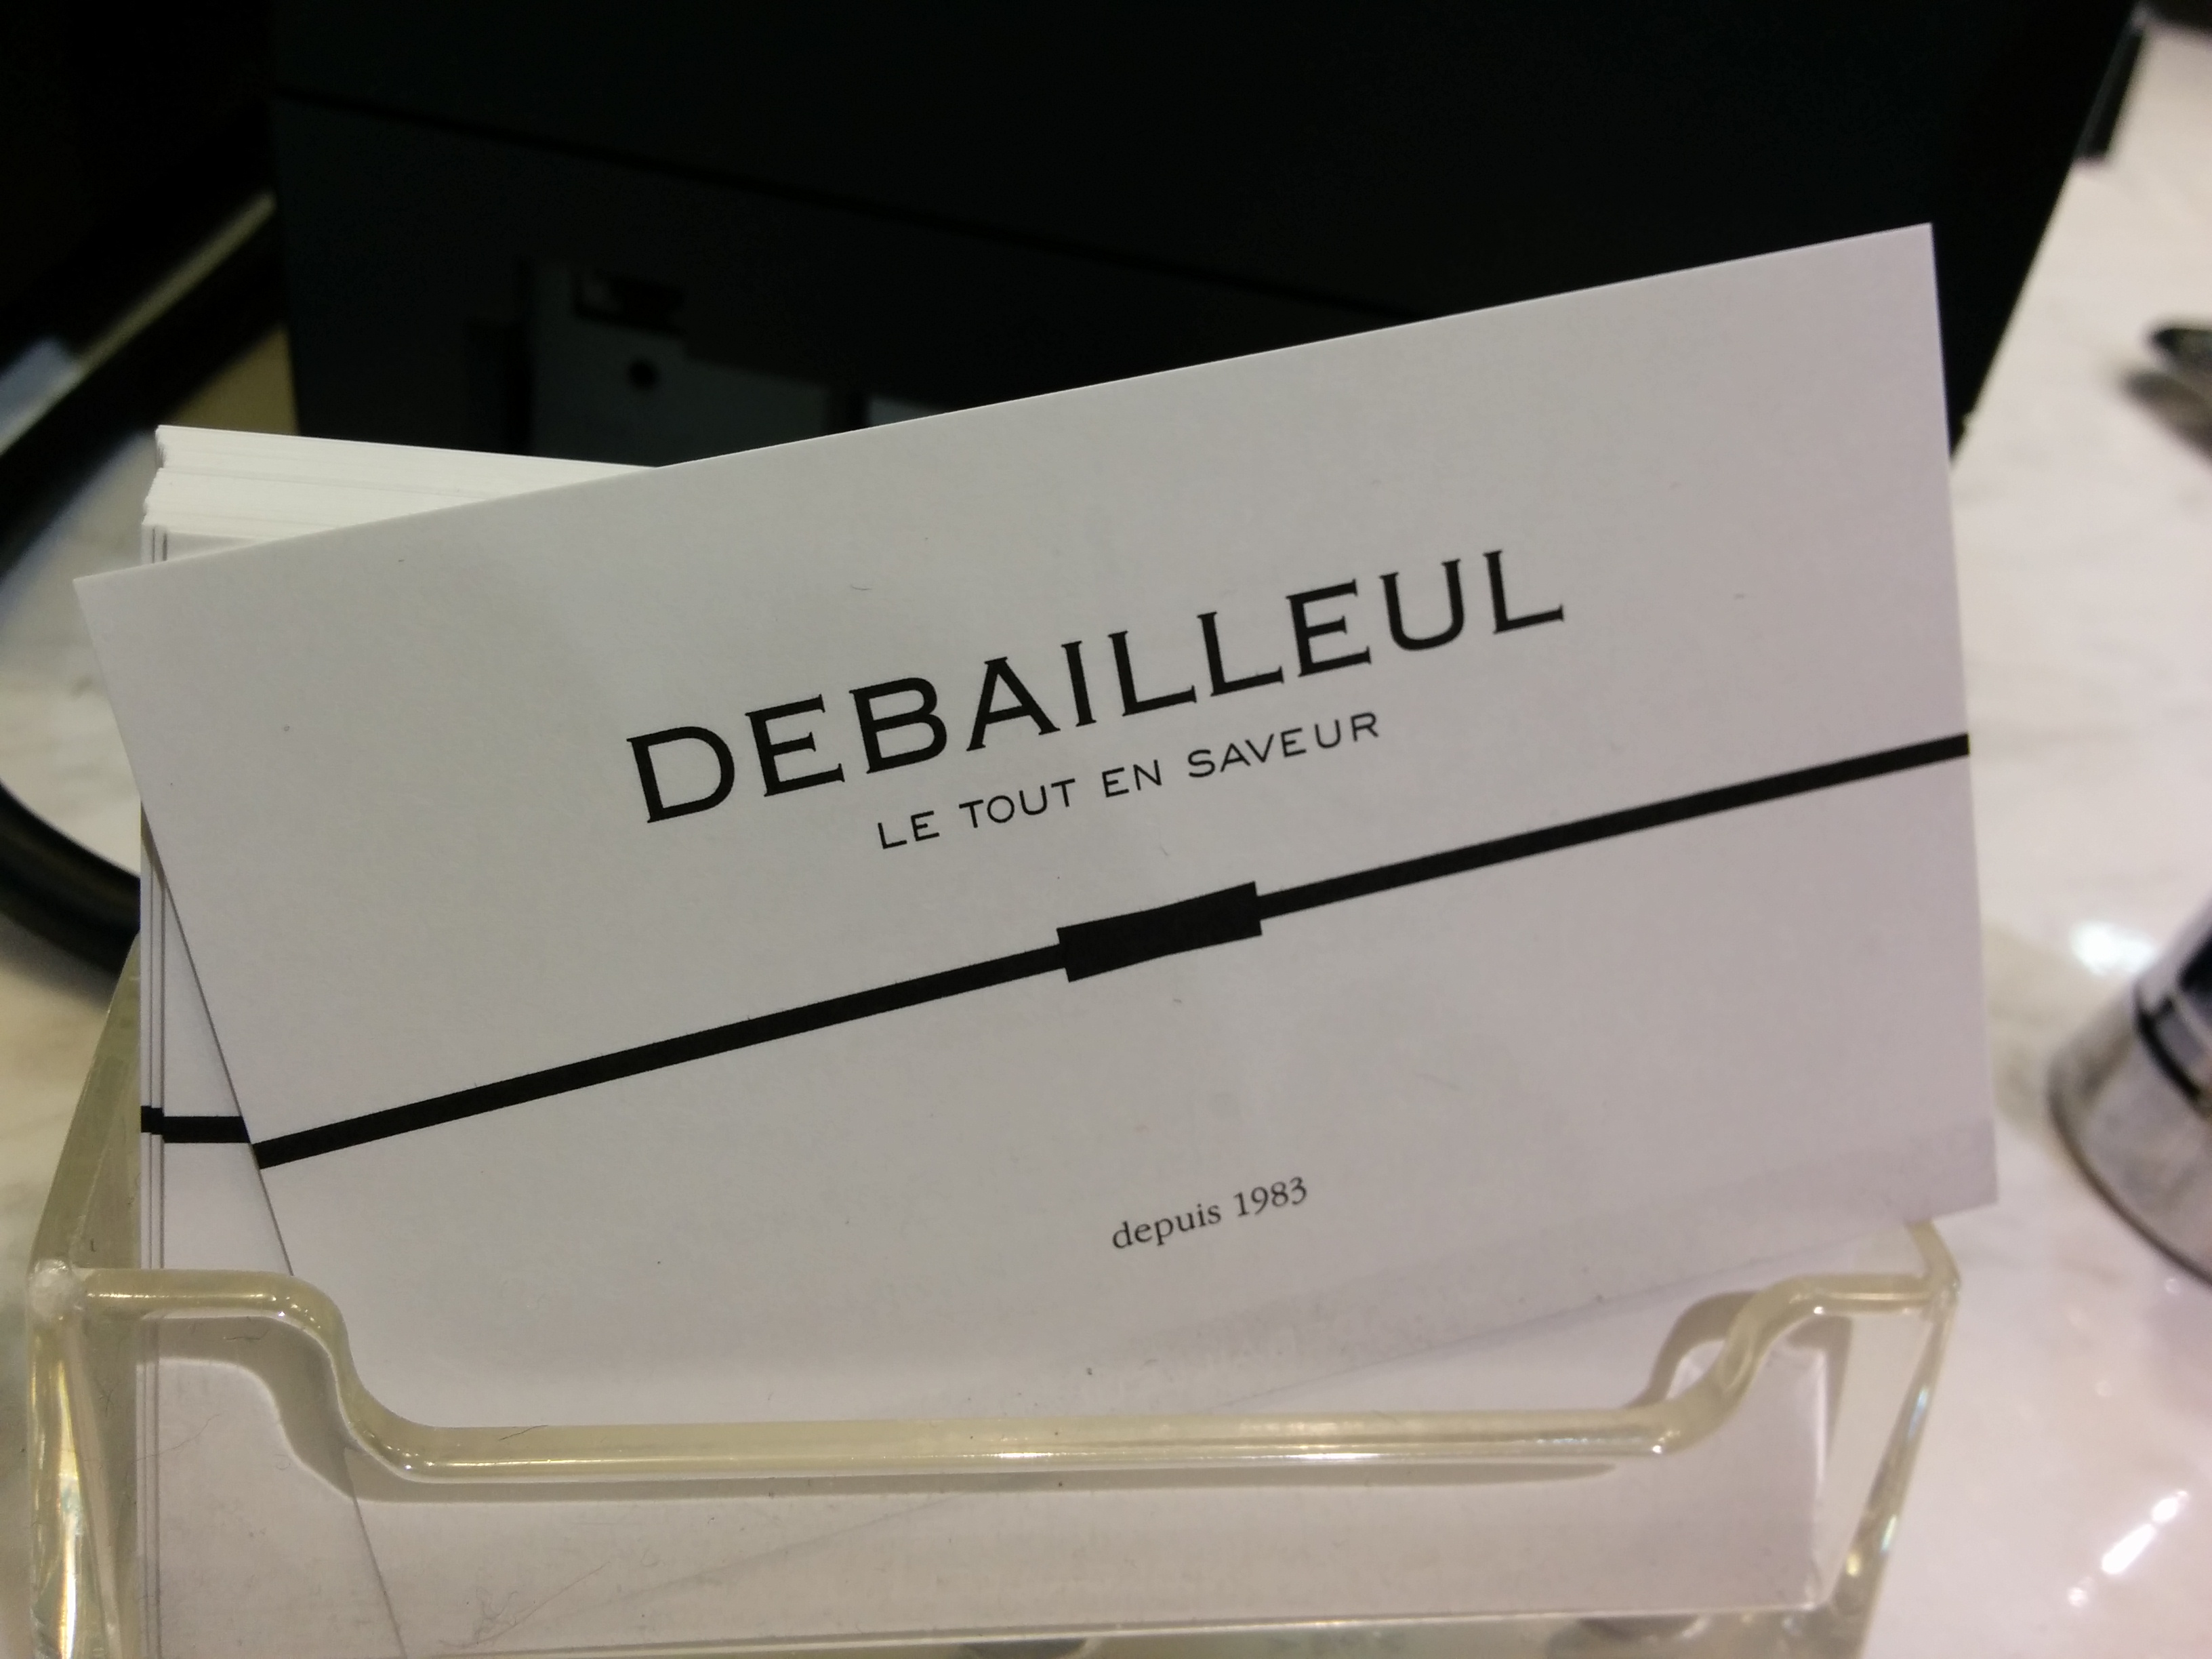 DEBAILLEUL
LE TOUT EN SAVEUR
depuis 1983